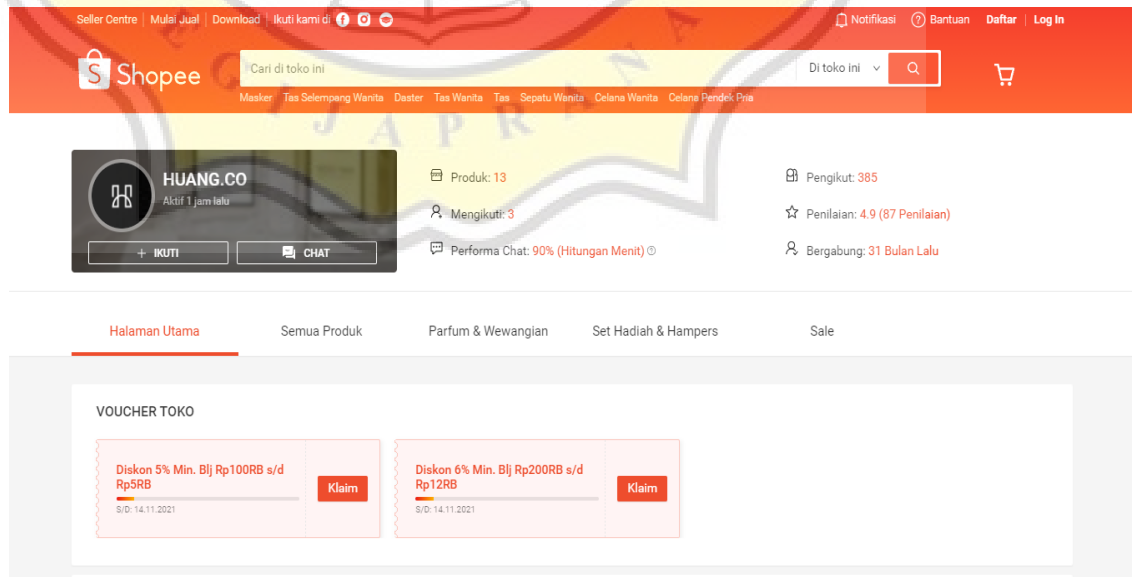 Seller Centre | Mulai Jual | Download | Ikuti kami di
Notifikasi Bantuan Daftar | Log In
Shopee
Cari di toko ini
Di toko ini
Masker Tas Selempang Wanita Daster Tas Wanita Tas Sepatu Wanita Celana Wanita Celana Pendek Pria
JAPRANA
HUANG.CO
Aktif 1 jam lalu
+ IKUTI
CHAT
Produk: 13
Pengikut: 385
Mengikuti: 3
Penilaian: 4.9 (87 Penilaian)
Performa Chat: 90% (Hitungan Menit)
Bergabung: 31 Bulan Lalu
Halaman Utama
Semua Produk
Parfum & Wewangian
Set Hadiah & Hampers
Sale
VOUCHER TOKO
Diskon 5% Min. Blj Rp100RB s/d
Rp5RB
Klaim
S/D: 14.11.2021
Diskon 6% Min. Blj Rp200RB s/d
Rp12RB
Klaim
S/D: 14.11.2021